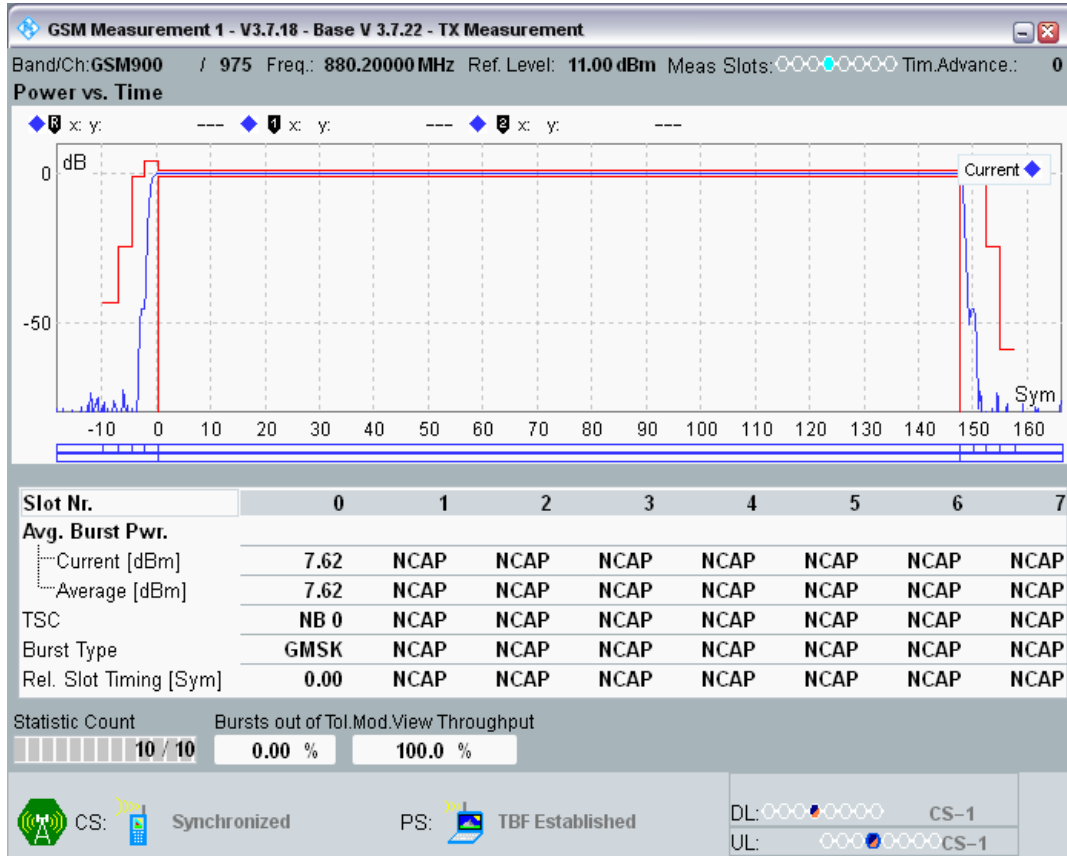 GSM Measurement 1 - V3.7.18 - Base V 3.7.22 - TX Measurement
Band/Ch:GSM900 / 975 Freq.: 880.20000 MHz Ref. Level: 11.00 dBm Meas Slots: Tim.Advance.: 0
Power vs. Time
R x: y: --- 1 x: y: --- 2 x: y: ---
dB
0
Current
-50
Sym
-10 0 10 20 30 40 50 60 70 80 90 100 110 120 130 140 150 160
Slot Nr. 0 1 2 3 4 5 6 7
Avg. Burst Pwr.
Current [dBm] 7.62 NCAP NCAP NCAP NCAP NCAP NCAP NCAP
Average [dBm] 7.62 NCAP NCAP NCAP NCAP NCAP NCAP NCAP
TSC NB 0 NCAP NCAP NCAP NCAP NCAP NCAP NCAP
Burst Type GMSK NCAP NCAP NCAP NCAP NCAP NCAP NCAP
Rel. Slot Timing [Sym] 0.00 NCAP NCAP NCAP NCAP NCAP NCAP NCAP
Statistic Count Bursts out of Tol.Mod.View Throughput
10 / 10 0.00 % 100.0 %
CS: Synchronized PS: TBF Established
DL: CS-1
UL: CS-1